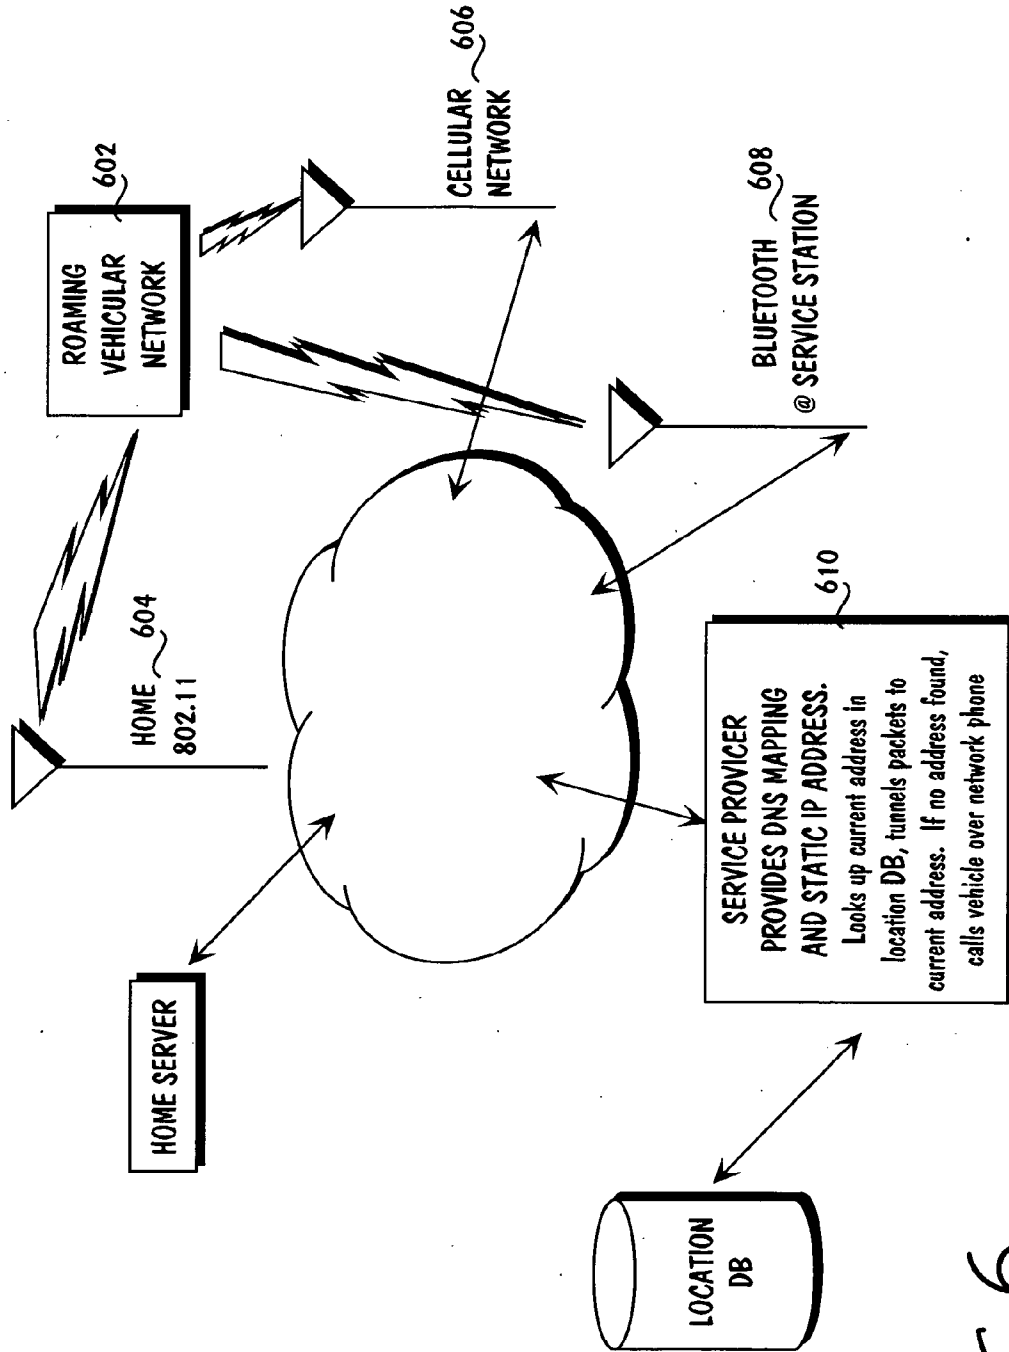 HOME SERVER
HOME 604
802.11
602
ROAMING
VEHICULAR
NETWORK
CELLULAR 606
NETWORK
BLUETOOTH 608
@ SERVICE STATION
610
SERVICE PROVICER
PROVIDES DNS MAPPING
AND STATIC IP ADDRESS.
Looks up current address in
location DB, tunnels packets to
current address. If no address found,
calls vehicle over network phone
LOCATION
DB